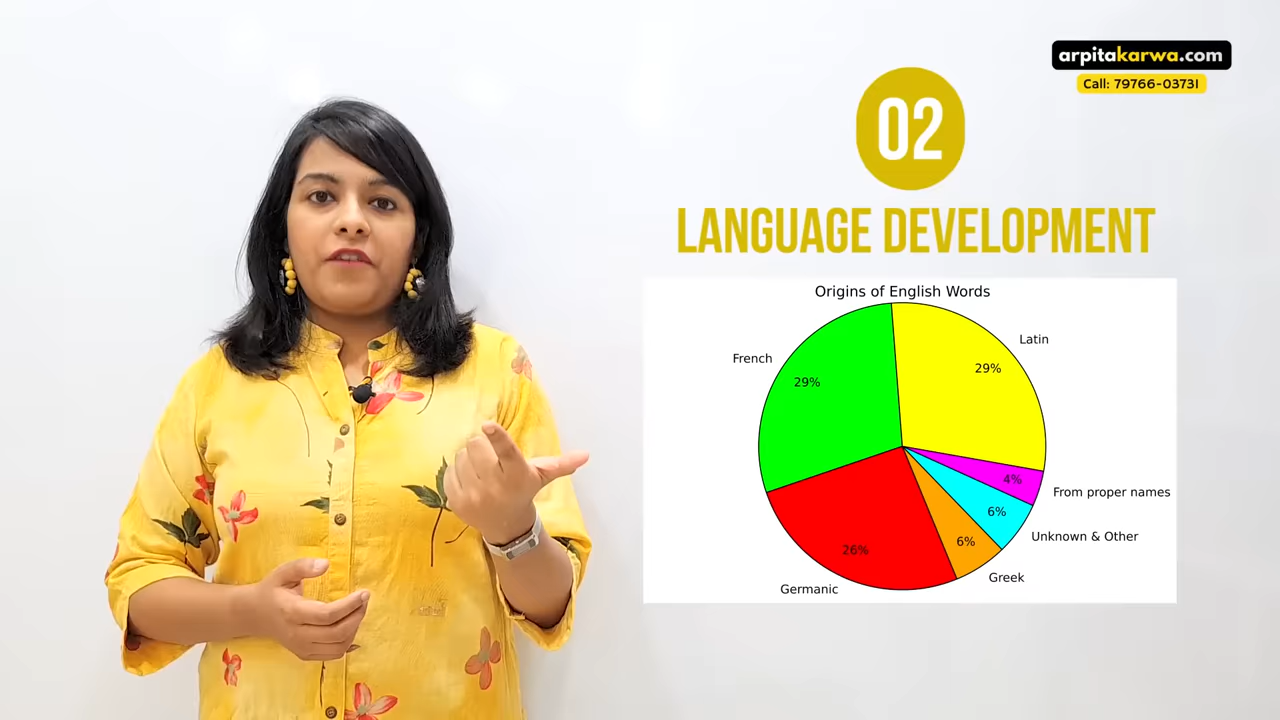 arpitakarwa.com
Call: 79766-03731
02
LANGUAGE DEVELOPMENT
Origins of English Words
Latin
29%
French
29%
4%
From proper names
6%
Unknown & Other
6%
Greek
26%
Germanic